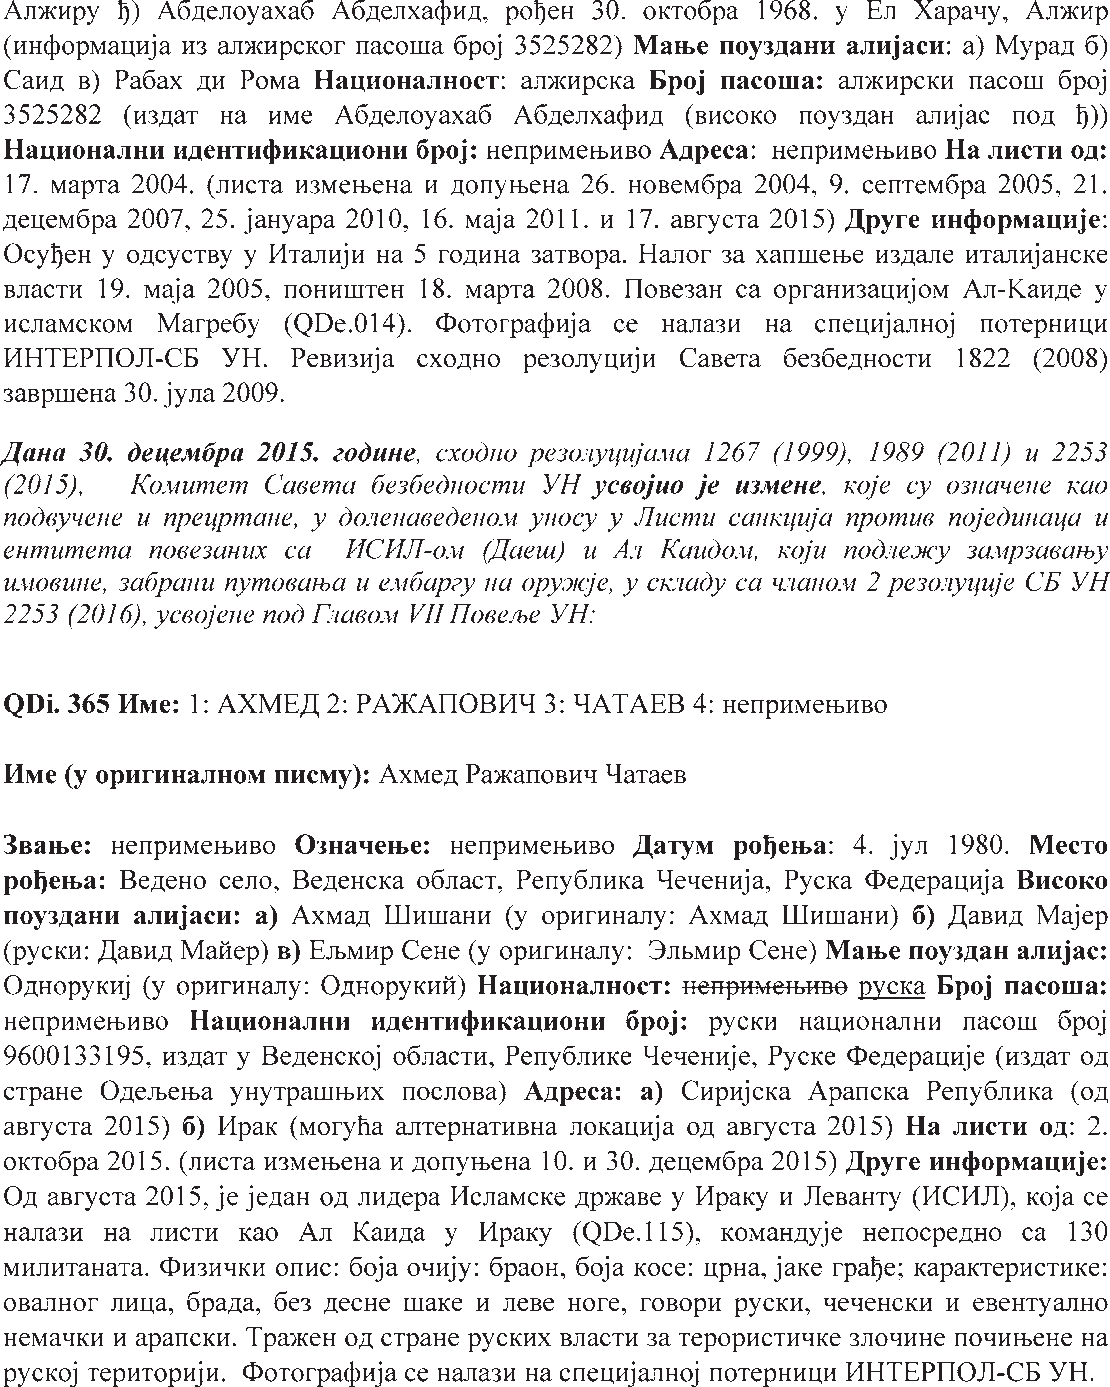 Алжиру ђ) Абделоуахаб Абделхафид, рођен 30. октобра 1968. у Ел Харачу, Алжир
(информација из алжирског пасоша број 3525282) Мање поуздани алијаси: а) Мурад б)
Саид в) Рабах ди Рома Националност: алжирска Број пасоша: алжирски пасош број
3525282 (издат на име Абделоуахаб Абделхафид (високо поуздан алијас под ђ))
Национални идентификациони број: непримењиво Адреса: непримењиво На листи од:
17. марта 2004. (листа измењена и допуњена 26. новембра 2004, 9. септембра 2005, 21.
децембра 2007, 25. јануара 2010, 16. маја 2011. и 17. августа 2015) Друге информације:
Осуђен у одсуству у Италији на 5 година затвора. Налог за хапшење издале италијанске
власти 19. маја 2005, поништен 18. марта 2008. Повезан са организацијом Ал-Каиде у
исламском Магребу (QDe.014). Фотографија се налази на специјалној потерници
ИНТЕРПОЛ-СБ УН. Ревизија сходно резолуцији Савета безбедности 1822 (2008)
завршена 30. јула 2009.
Дана 30. децембра 2015. године, сходно резолуцијама 1267 (1999), 1989 (2011) и 2253
(2015), Комитет Савета безбедности УН усвојио је измене, које су означене као
подвучене и прецртане, у доленаведеном уносу у Листи санкција против појединаца и
ентитета повезаних са ИСИЛ-ом (Даеш) и Ал Каидом, који подлежу замрзавању
имовине, забрани путовања и ембаргу на оружје, у складу са чланом 2 резолуције СБ УН
2253 (2016), усвојене под Главом VII Повеље УН:
QDi. 365 Име: 1: АХМЕД 2: РАЖАПОВИЧ 3: ЧАТАЕВ 4: непримењиво
Име (у оригиналном писму): Ахмед Ражапович Чатаев
Звање: непримењиво Означење: непримењиво Датум рођења: 4. јул 1980. Место
рођења: Ведено село, Веденска област, Република Чеченија, Руска Федерација Високо
поуздани алијаси: а) Ахмад Шишани (у оригиналу: Ахмад Шишани) б) Давид Мајер
(руски: Давид Майер) в) Ељмир Сене (у оригиналу: Эльмир Сене) Мање поуздан алијас:
Однорукиј (у оригиналу: Однорукий) Националност: непримењиво руска Број пасоша:
непримењиво Национални идентификациони број: руски национални пасош број
9600133195, издат у Веденској области, Републике Чеченије, Руске Федерације (издат од
стране Одељења унутрашњих послова) Адреса: а) Сиријска Арапска Република (од
августа 2015) б) Ирак (могућа алтернативна локација од августа 2015) На листи од: 2.
октобра 2015. (листа измењена и допуњена 10. и 30. децембра 2015) Друге информације:
Од августа 2015, је један од лидера Исламске државе у Ираку и Леванту (ИСИЛ), која се
налази на листи као Ал Каида у Ираку (QDe.115), командује непосредно са 130
милитаната. Физички опис: боја очију: браон, боја косе: црна, јаке грађе; карактеристике:
овалног лица, брада, без десне шаке и леве ноге, говори руски, чеченски и евентуално
немачки и арапски. Тражен од стране руских власти за терористичке злочине почињене на
руској територији. Фотографија се налази на специјалној потерници ИНТЕРПОЛ-СБ УН.